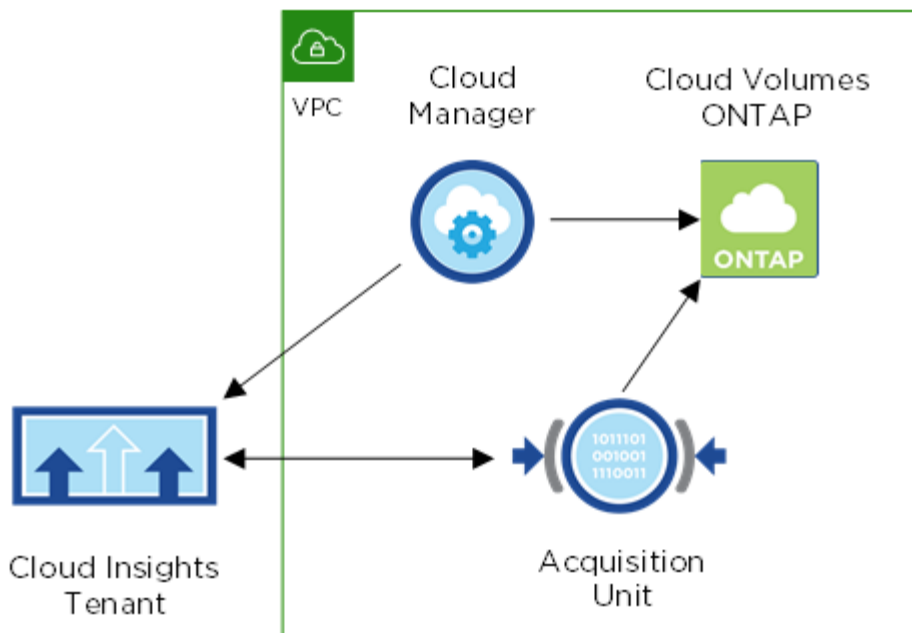 VPC
Cloud
Manager
Cloud Volumes
ONTAP
ONTAP
1011101
001001
1110011
Cloud Insights
Tenant
Acquisition
Unit